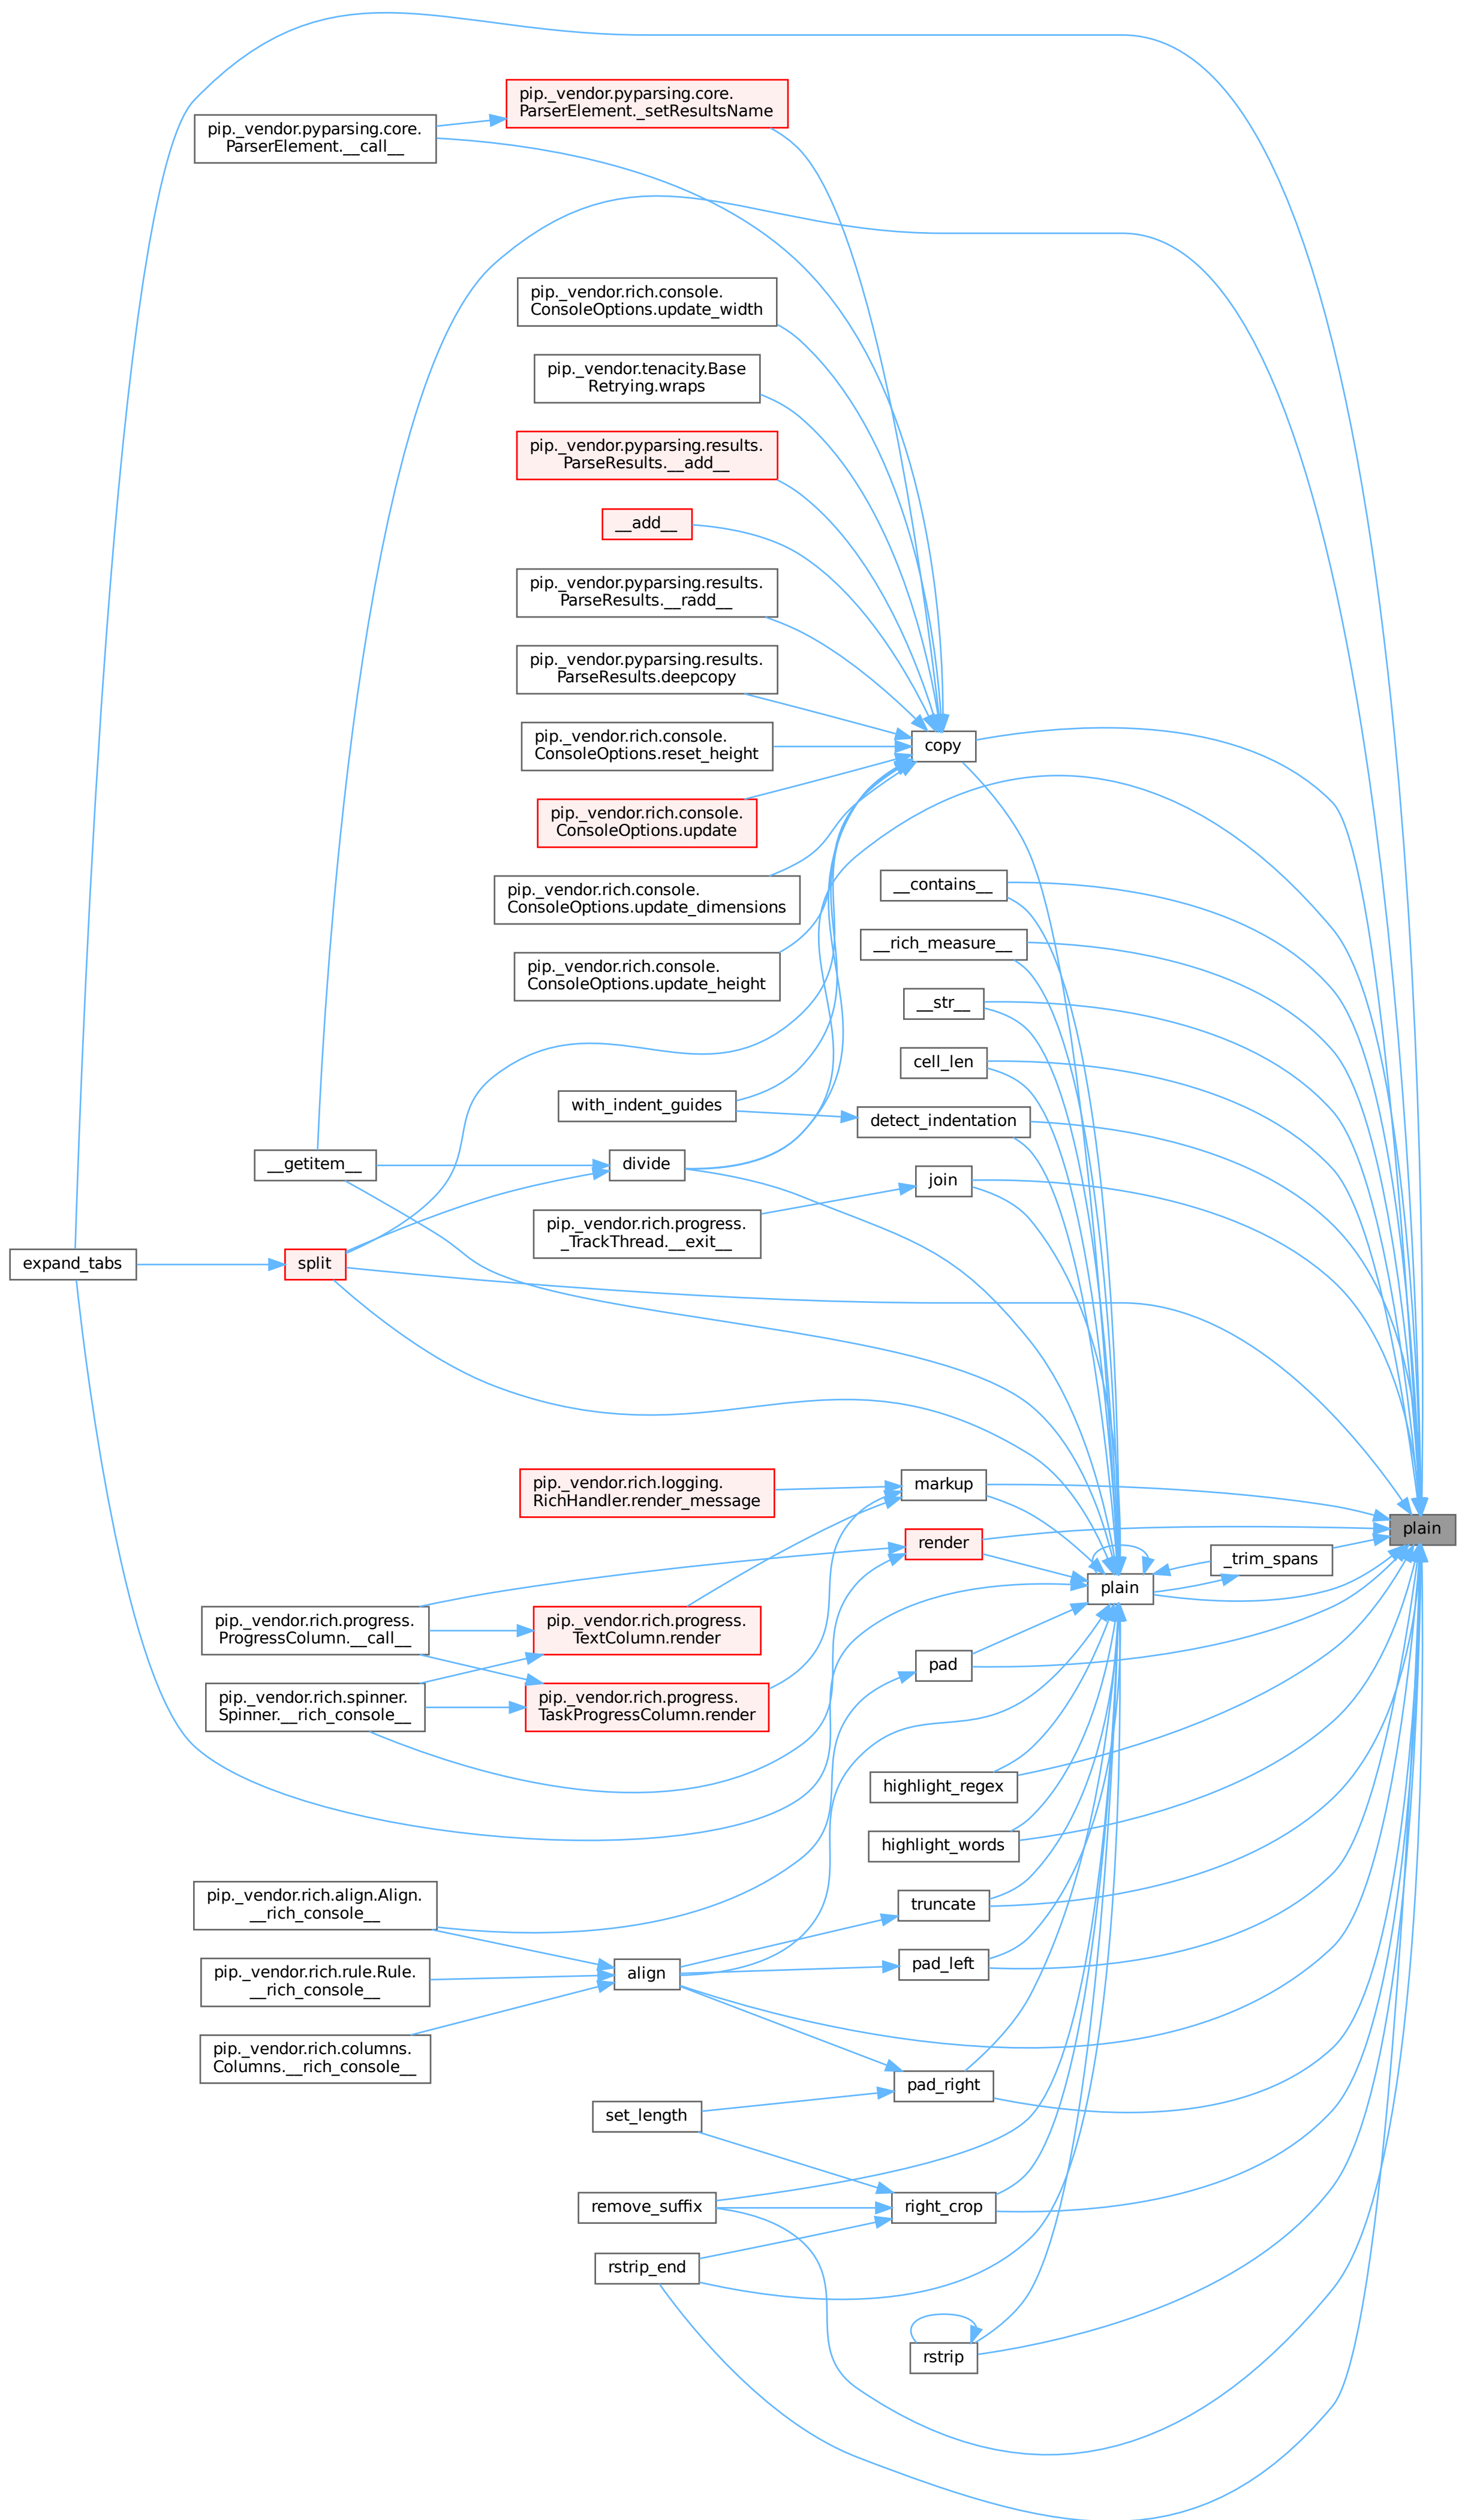 pip._vendor.pyparsing.core.
ParserElement._setResultsName
pip._vendor.pyparsing.core.
ParserElement.__call__
pip._vendor.rich.console.
ConsoleOptions.update_width
pip._vendor.tenacity.Base
Retrying.wraps
pip._vendor.pyparsing.results.
ParseResults.__add__
__add__
pip._vendor.pyparsing.results.
ParseResults.__radd__
pip._vendor.pyparsing.results.
ParseResults.deepcopy
pip._vendor.rich.console.
ConsoleOptions.reset_height
copy
pip._vendor.rich.console.
ConsoleOptions.update
pip._vendor.rich.console.
ConsoleOptions.update_dimensions
__contains__
__rich_measure__
pip._vendor.rich.console.
ConsoleOptions.update_height
__str__
cell_len
with_indent_guides
detect_indentation
__getitem__
divide
join
pip._vendor.rich.progress.
_TrackThread.__exit__
expand_tabs
split
pip._vendor.rich.logging.
RichHandler.render_message
markup
plain
render
_trim_spans
plain
pip._vendor.rich.progress.
ProgressColumn.__call__
pip._vendor.rich.progress.
TextColumn.render
pad
pip._vendor.rich.spinner.
Spinner.__rich_console__
pip._vendor.rich.progress.
TaskProgressColumn.render
highlight_regex
highlight_words
pip._vendor.rich.align.Align.
__rich_console__
truncate
pad_left
pip._vendor.rich.rule.Rule.
__rich_console__
align
pip._vendor.rich.columns.
Columns.__rich_console__
pad_right
set_length
remove_suffix
right_crop
rstrip_end
rstrip